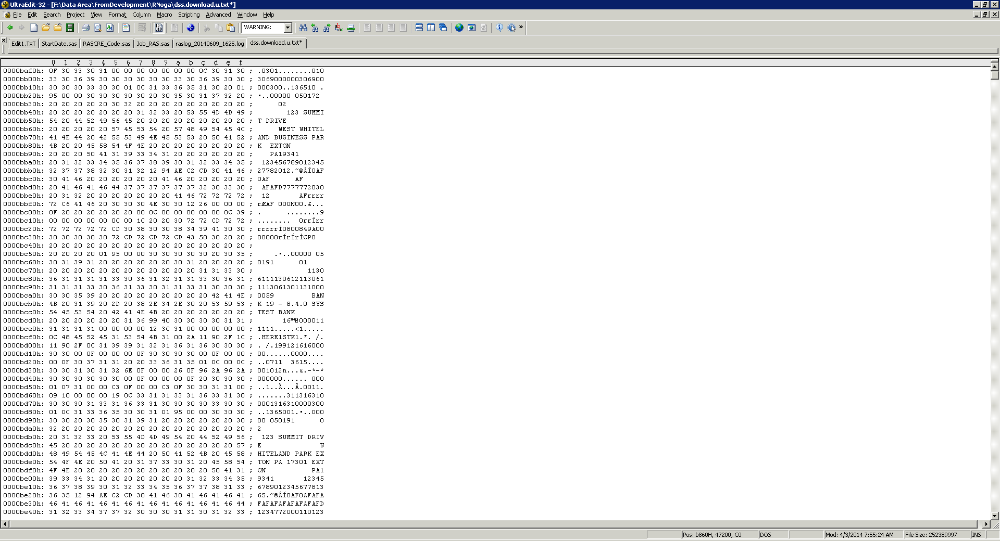 UltraEdit-32 - [F:\Data Area\FromDevelopment\RNoga\dss.download.u.txt*]
File Edit Search Project View Format Column Macro Scripting Advanced Window Help
WARNING:
Edit1.TXT StartDate.sas RASCRE_Code.sas Job_RAS.sas raslog_20140609_1625.log dss.download.u.txt*
0 1 2 3 4 5 6 7 8 9 a b c d e f
0000baf0h: 0F 30 33 30 31 00 00 00 00 00 00 00 0C 30 31 30 ; .0301........010
0000bb00h: 33 30 36 39 30 30 30 30 30 30 33 30 36 39 30 30 ; 3069000000306900
0000bb10h: 30 30 30 33 30 30 01 0C 31 33 36 35 31 30 20 01 ; 000300..136510 .
0000bb20h: 95 00 00 30 30 30 30 30 20 30 35 30 31 37 32 20 ; •..00000 050172
0000bb30h: 20 20 20 20 20 30 32 20 20 20 20 20 20 20 20 20 ;      02
0000bb40h: 20 20 20 20 20 20 20 31 32 33 20 53 55 4D 4D 49 ;        123 SUMMI
0000bb50h: 54 20 44 52 49 56 45 20 20 20 20 20 20 20 20 20 ; T DRIVE
0000bb60h: 20 20 20 20 20 57 45 53 54 20 57 48 49 54 45 4C ;      WEST WHITEL
0000bb70h: 41 4E 44 20 42 55 53 49 4E 45 53 53 20 50 41 52 ; AND BUSINESS PAR
0000bb80h: 4B 20 20 45 58 54 4F 4E 20 20 20 20 20 20 20 20 ; K  EXTON
0000bb90h: 20 20 20 50 41 31 39 33 34 31 20 20 20 20 20 20 ;    PA19341
0000bba0h: 20 31 32 33 34 35 36 37 38 39 30 31 32 33 34 35 ;  123456789012345
0000bbb0h: 32 37 37 38 32 30 31 32 12 94 AE C2 CD 30 41 46 ; 27782012.”®ÂÍ0AF
0000bbc0h: 30 41 46 20 20 20 20 20 20 41 46 20 20 20 20 20 ; 0AF      AF
0000bbd0h: 20 41 46 41 46 44 37 37 37 37 37 37 32 30 33 30 ;  AFAFD7777772030
0000bbe0h: 20 31 32 20 20 20 20 20 20 20 41 46 72 72 72 72 ;  12       AFrrrr
0000bbf0h: 72 C6 41 46 20 30 30 30 4E 30 30 12 26 00 00 00 ; rÆAF 000N00.&...
0000bc00h: 0F 20 20 20 20 20 20 00 0C 00 00 00 00 00 0C 39 ; .      ........9
0000bc10h: 00 00 00 00 00 0C 00 1C 20 20 30 72 72 CD 72 72 ; ........  0rrÍrr
0000bc20h: 72 72 72 72 72 CD 30 38 30 30 38 34 39 41 30 30 ; rrrrrÍ0800849A00
0000bc30h: 30 30 30 30 30 72 CD 72 CD 72 CD 43 50 30 20 20 ; 00000rÍrÍrÍCP0
0000bc40h: 20 20 20 20 20 20 20 20 20 20 20 20 20 20 20 20 ;
0000bc50h: 20 20 20 20 01 95 00 00 30 30 30 30 30 20 30 35 ;     .•..00000 05
0000bc60h: 30 31 39 31 20 20 20 20 20 20 30 31 20 20 20 20 ; 0191      01
0000bc70h: 20 20 20 20 20 20 20 20 20 20 20 20 31 31 33 30 ;             1130
0000bc80h: 36 31 31 31 31 33 30 36 31 32 31 31 33 30 36 31 ; 6111130612113061
0000bc90h: 31 31 31 33 30 36 31 33 30 31 31 33 31 30 30 30 ; 1113061301131000
0000bca0h: 30 30 35 39 20 20 20 20 20 20 20 20 20 42 41 4E ; 0059         BAN
0000bcb0h: 4B 20 31 39 20 2D 20 38 2E 34 2E 30 20 53 59 53 ; K 19 - 8.4.0 SYS
0000bcc0h: 54 45 53 54 20 42 41 4E 4B 20 20 20 20 20 20 20 ; TEST BANK
0000bcd0h: 20 20 20 20 20 20 31 36 99 40 30 30 30 30 31 31 ;       16™@000011
0000bce0h: 31 31 31 31 00 00 00 00 12 3C 31 00 00 00 00 00 ; 1111.....<1.....
0000bcf0h: 0C 48 45 52 45 31 53 54 4B 31 00 2A 11 90 2F 1C ; .HERE1STK1.*. /.
0000bd00h: 11 90 2F 0C 31 39 39 31 32 31 36 31 36 30 30 30 ; . /.199121616000
0000bd10h: 30 30 00 0F 00 00 00 0F 30 30 30 30 00 0F 00 00 ; 00......0000....
0000bd20h: 00 0F 30 37 31 31 20 20 33 36 31 35 01 0C 00 0C ; ..0711  3615....
0000bd30h: 30 30 31 30 31 32 6E 0F 00 00 26 0F 96 2A 96 2A ; 001012n...&.–*–*
0000bd40h: 30 30 30 30 30 30 00 0F 00 00 00 0F 20 30 30 30 ; 000000...... 000
0000bd50h: 01 07 31 00 00 C3 0F 00 00 C3 0F 30 30 31 31 00 ; ..1..Ã...Ã.0011.
0000bd60h: 09 10 00 00 00 19 0C 33 31 31 33 31 36 33 31 30 ; .......311316310
0000bd70h: 30 30 30 31 33 31 36 33 31 30 30 30 30 33 30 30 ; 0001316310000300
0000bd80h: 01 0C 31 33 36 35 30 30 31 01 95 00 00 30 30 30 ; ..1365001.•..000
0000bd90h: 30 30 20 30 35 30 31 39 31 20 20 20 20 20 20 30 ; 00 050191      0
0000bda0h: 32 20 20 20 20 20 20 20 20 20 20 20 20 20 20 20 ; 2
0000bdb0h: 20 31 32 33 20 53 55 4D 4D 49 54 20 44 52 49 56 ;  123 SUMMIT DRIV
0000bdc0h: 45 20 20 20 20 20 20 20 20 20 20 20 20 20 20 57 ; E              W
0000bdd0h: 48 49 54 45 4C 41 4E 44 20 50 41 52 4B 20 45 58 ; HITELAND PARK EX
0000bde0h: 54 4F 4E 20 50 41 20 31 37 33 30 31 20 45 58 54 ; TON PA 17301 EXT
0000bdf0h: 4F 4E 20 20 20 20 20 20 20 20 20 20 20 50 41 31 ; ON           PA1
0000be00h: 39 33 34 31 20 20 20 20 20 20 20 31 32 33 34 35 ; 9341       12345
0000be10h: 36 37 38 39 30 31 32 33 34 35 36 37 37 38 31 33 ; 6789012345677813
0000be20h: 36 35 12 94 AE C2 CD 30 41 46 30 41 46 41 46 41 ; 65.”®ÂÍ0AF0AFAFA
0000be30h: 46 41 46 41 46 41 46 41 46 41 46 41 46 41 46 44 ; FAFAFAFAFAFAFAFD
0000be40h: 31 32 33 34 37 37 32 30 30 30 31 31 30 31 32 33 ; 1234772000110123
Pos: b860H, 47200, C0 DOS Mod: 4/3/2014 7:55:24 AM File Size: 252389997 INS